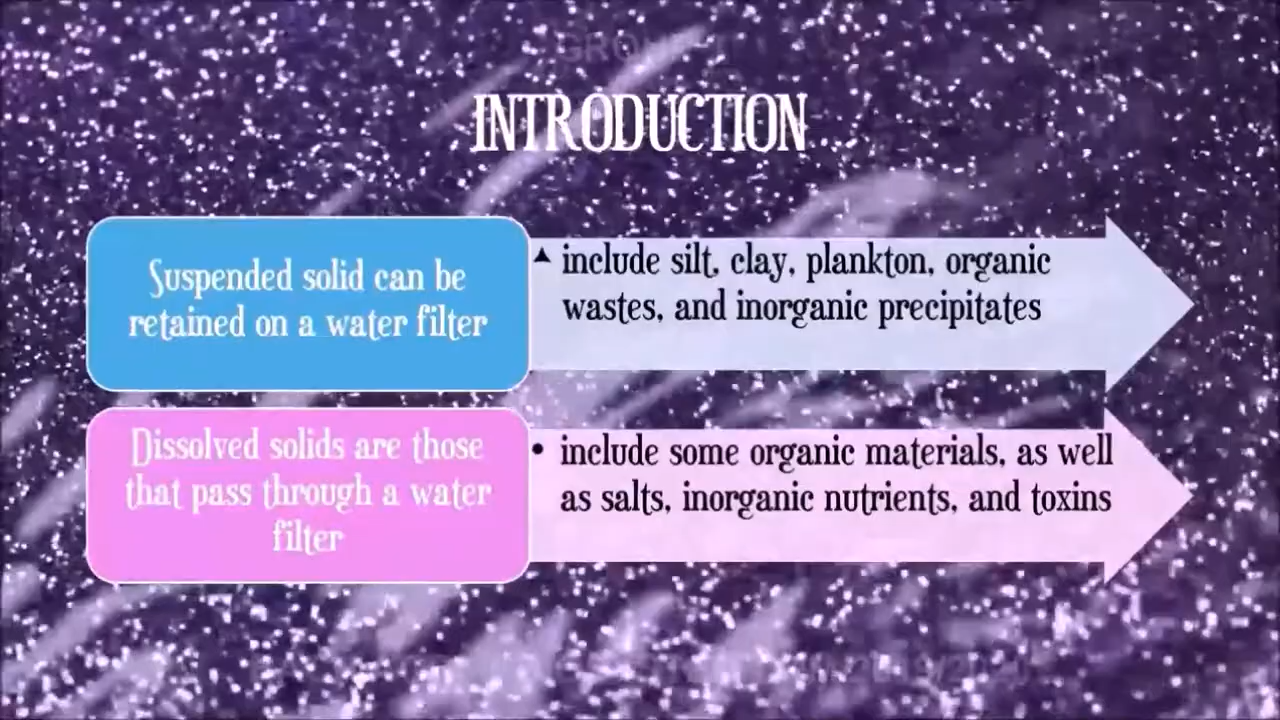 INTRODUCTION
Suspended solid can be
retained on a water filter
▲ include silt, clay, plankton, organic
wastes, and inorganic precipitates
Dissolved solids are those
that pass through a water
filter
• include some organic materials, as well
as salts, inorganic nutrients, and toxins